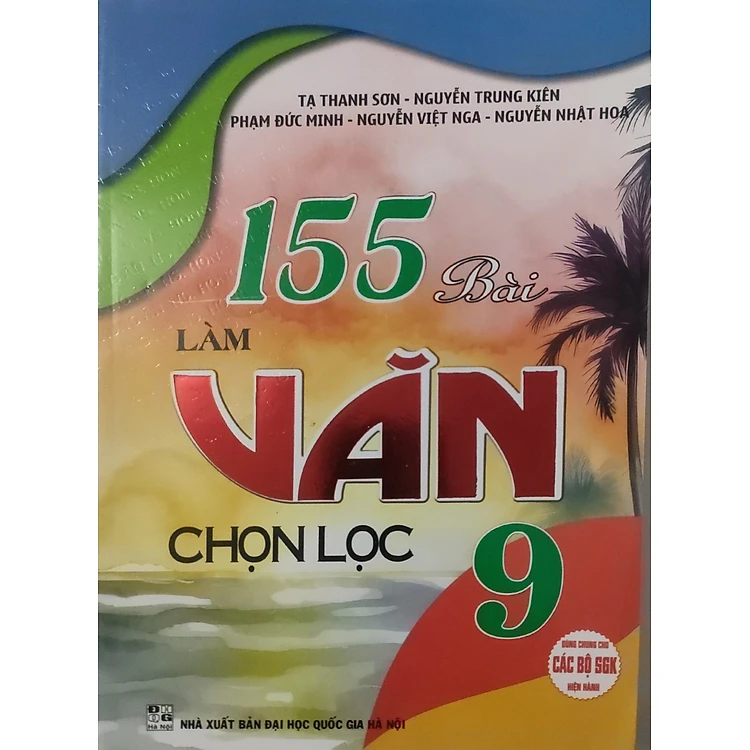 TẠ THANH SƠN - NGUYỄN TRUNG KIÊN
PHẠM ĐỨC MINH - NGUYỄN VIỆT NGA - NGUYỄN NHẬT HOA
155 Bài
LÀM
VĂN
CHỌN LỌC
9
DÙNG CHUNG CHO
CÁC BỘ SGK
HIỆN HÀNH
Hà Nội
NHÀ XUẤT BẢN ĐẠI HỌC QUỐC GIA HÀ NỘI